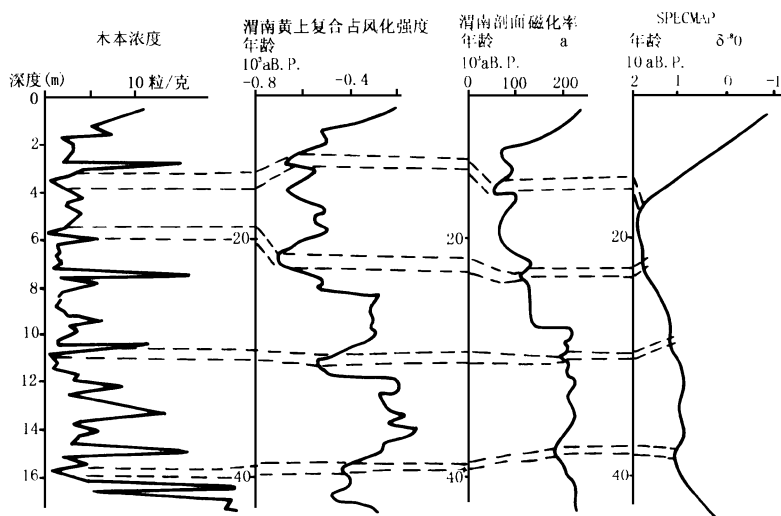 木本浓度
深度(m)
10 粒/克
0
2
4
6
8
10
12
14
16
渭南黄上复合占风化强度
年龄
10³aB.P.
-0.8
-0.4
20
40
渭南剖面磁化率
年龄 a
10³aB.P.
0 100 200
20
40
SPECMAP
年龄 δ¹⁸O
10 aB.P.
2 1 0 -1
20
40